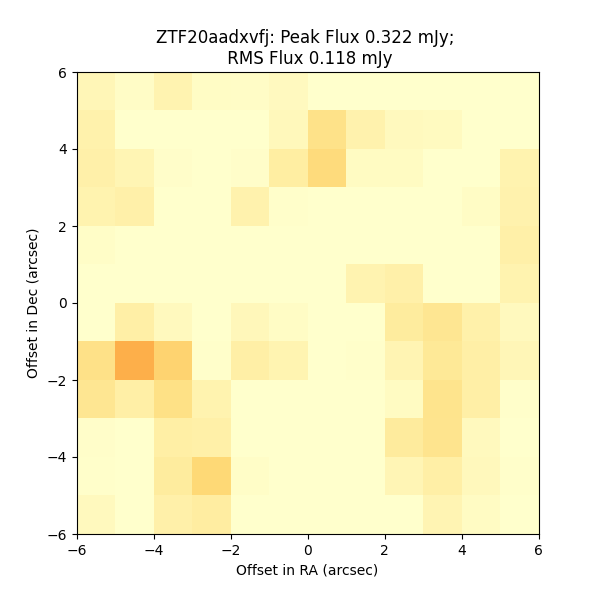 ZTF20aadxvfj: Peak Flux 0.322 mJy;
RMS Flux 0.118 mJy
6
4
2
0
−2
−4
−6
Offset in Dec (arcsec)
−6 −4 −2 0 2 4 6
Offset in RA (arcsec)